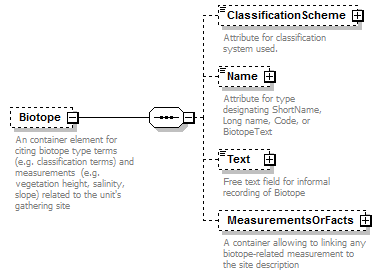 ClassificationScheme
Attribute for classification
system used.
Name
Attribute for type
designating ShortName,
Long name, Code, or
BiotopeText
Biotope
An container element for
citing biotope type terms
(e.g. classification terms) and
measurements (e.g.
vegetation height, salinity,
slope) related to the unit's
gathering site
Text
Free text field for informal
recording of Biotope
MeasurementsOrFacts
A container allowing to linking any
biotope-related measurement to
the site description